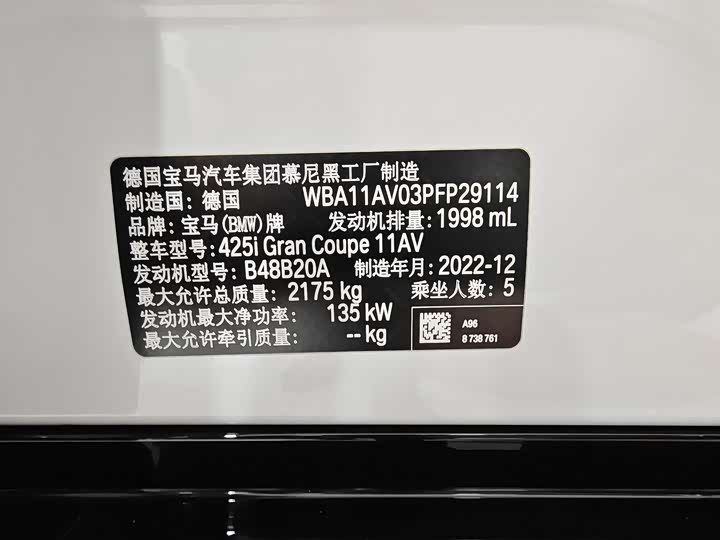 德国宝马汽车集团慕尼黑工厂制造
制造国：德国 WBA11AV03PFP29114
品牌：宝马(BMW)牌 发动机排量：1998 mL
整车型号：425i Gran Coupe 11AV
发动机型号：B48B20A 制造年月：2022-12
最大允许总质量：2175 kg 乘坐人数：5
发动机最大净功率：135 kW
最大允许牵引质量：-- kg
A96
8 738 761